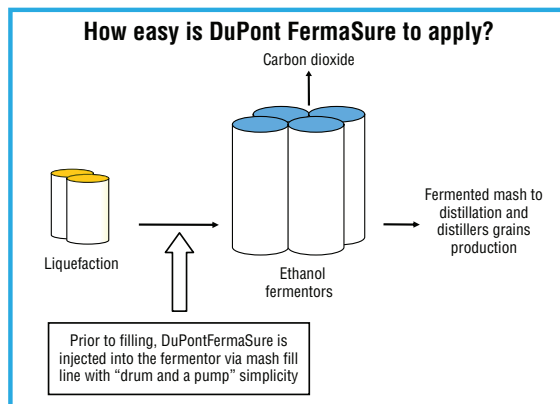 How easy is DuPont FermaSure to apply?
Carbon dioxide
Liquefaction
Ethanol
fermentors
Fermented mash to
distillation and
distillers grains
production
Prior to filling, DuPontFermaSure is
injected into the fermentor via mash fill
line with “drum and a pump” simplicity